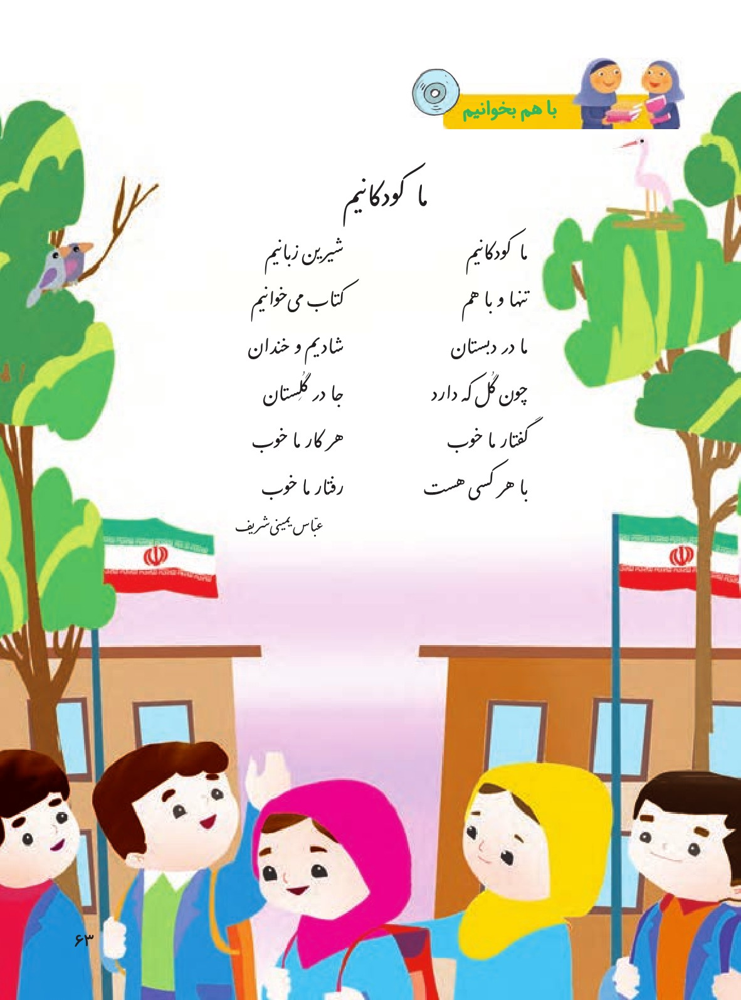 با هم بخوانیم
ما کودکانیم
ما کودکانیم شیرین زبانیم
تنها و با هم کتاب می‌خوانیم
ما در دبستان شادیم و خندان
چون گُل که دارد جا در گُلِستان
گفتار ما خوب هر کار ما خوب
با هر کسی هست رفتار ما خوب
عبّاس یمینی شریف
۶۳